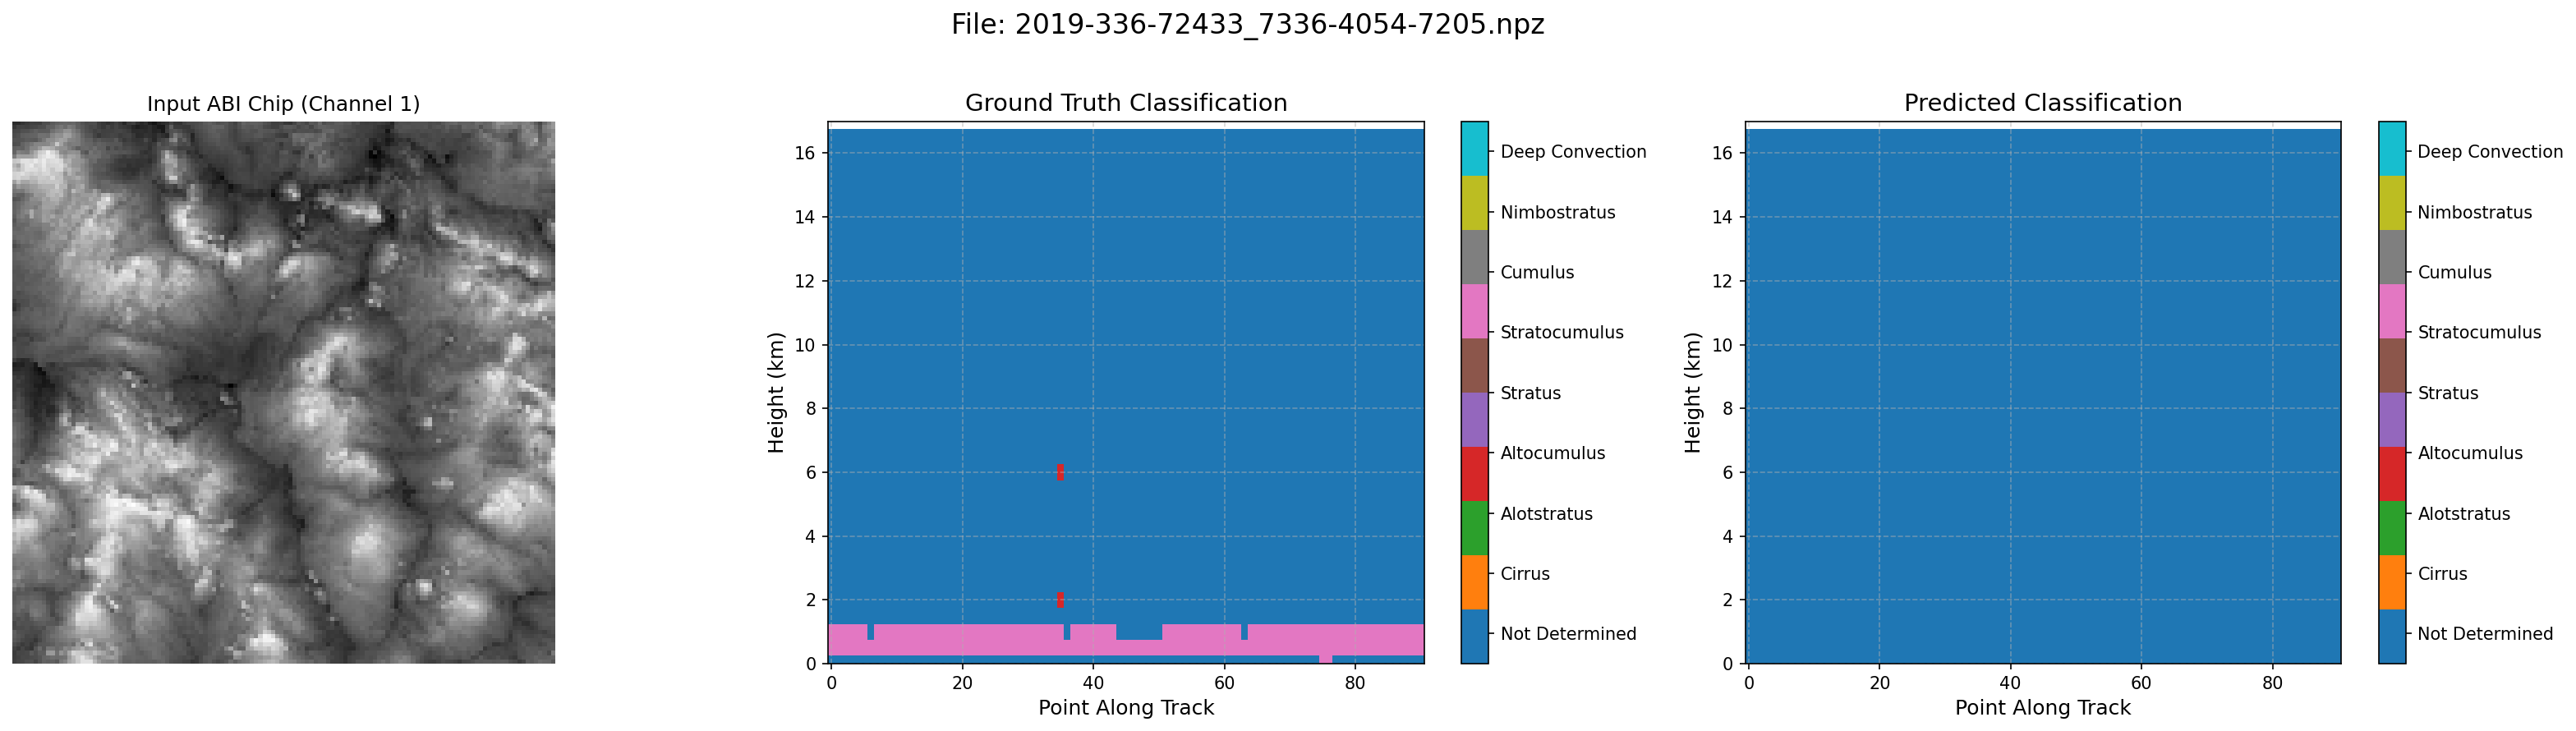 File: 2019-336-72433_7336-4054-7205.npz
Input ABI Chip (Channel 1)
Ground Truth Classification
Height (km)
16
14
12
10
8
6
4
2
0
0 20 40 60 80
Point Along Track
Deep Convection
Nimbostratus
Cumulus
Stratocumulus
Stratus
Altocumulus
Alotstratus
Cirrus
Not Determined
Predicted Classification
Height (km)
16
14
12
10
8
6
4
2
0
0 20 40 60 80
Point Along Track
Deep Convection
Nimbostratus
Cumulus
Stratocumulus
Stratus
Altocumulus
Alotstratus
Cirrus
Not Determined